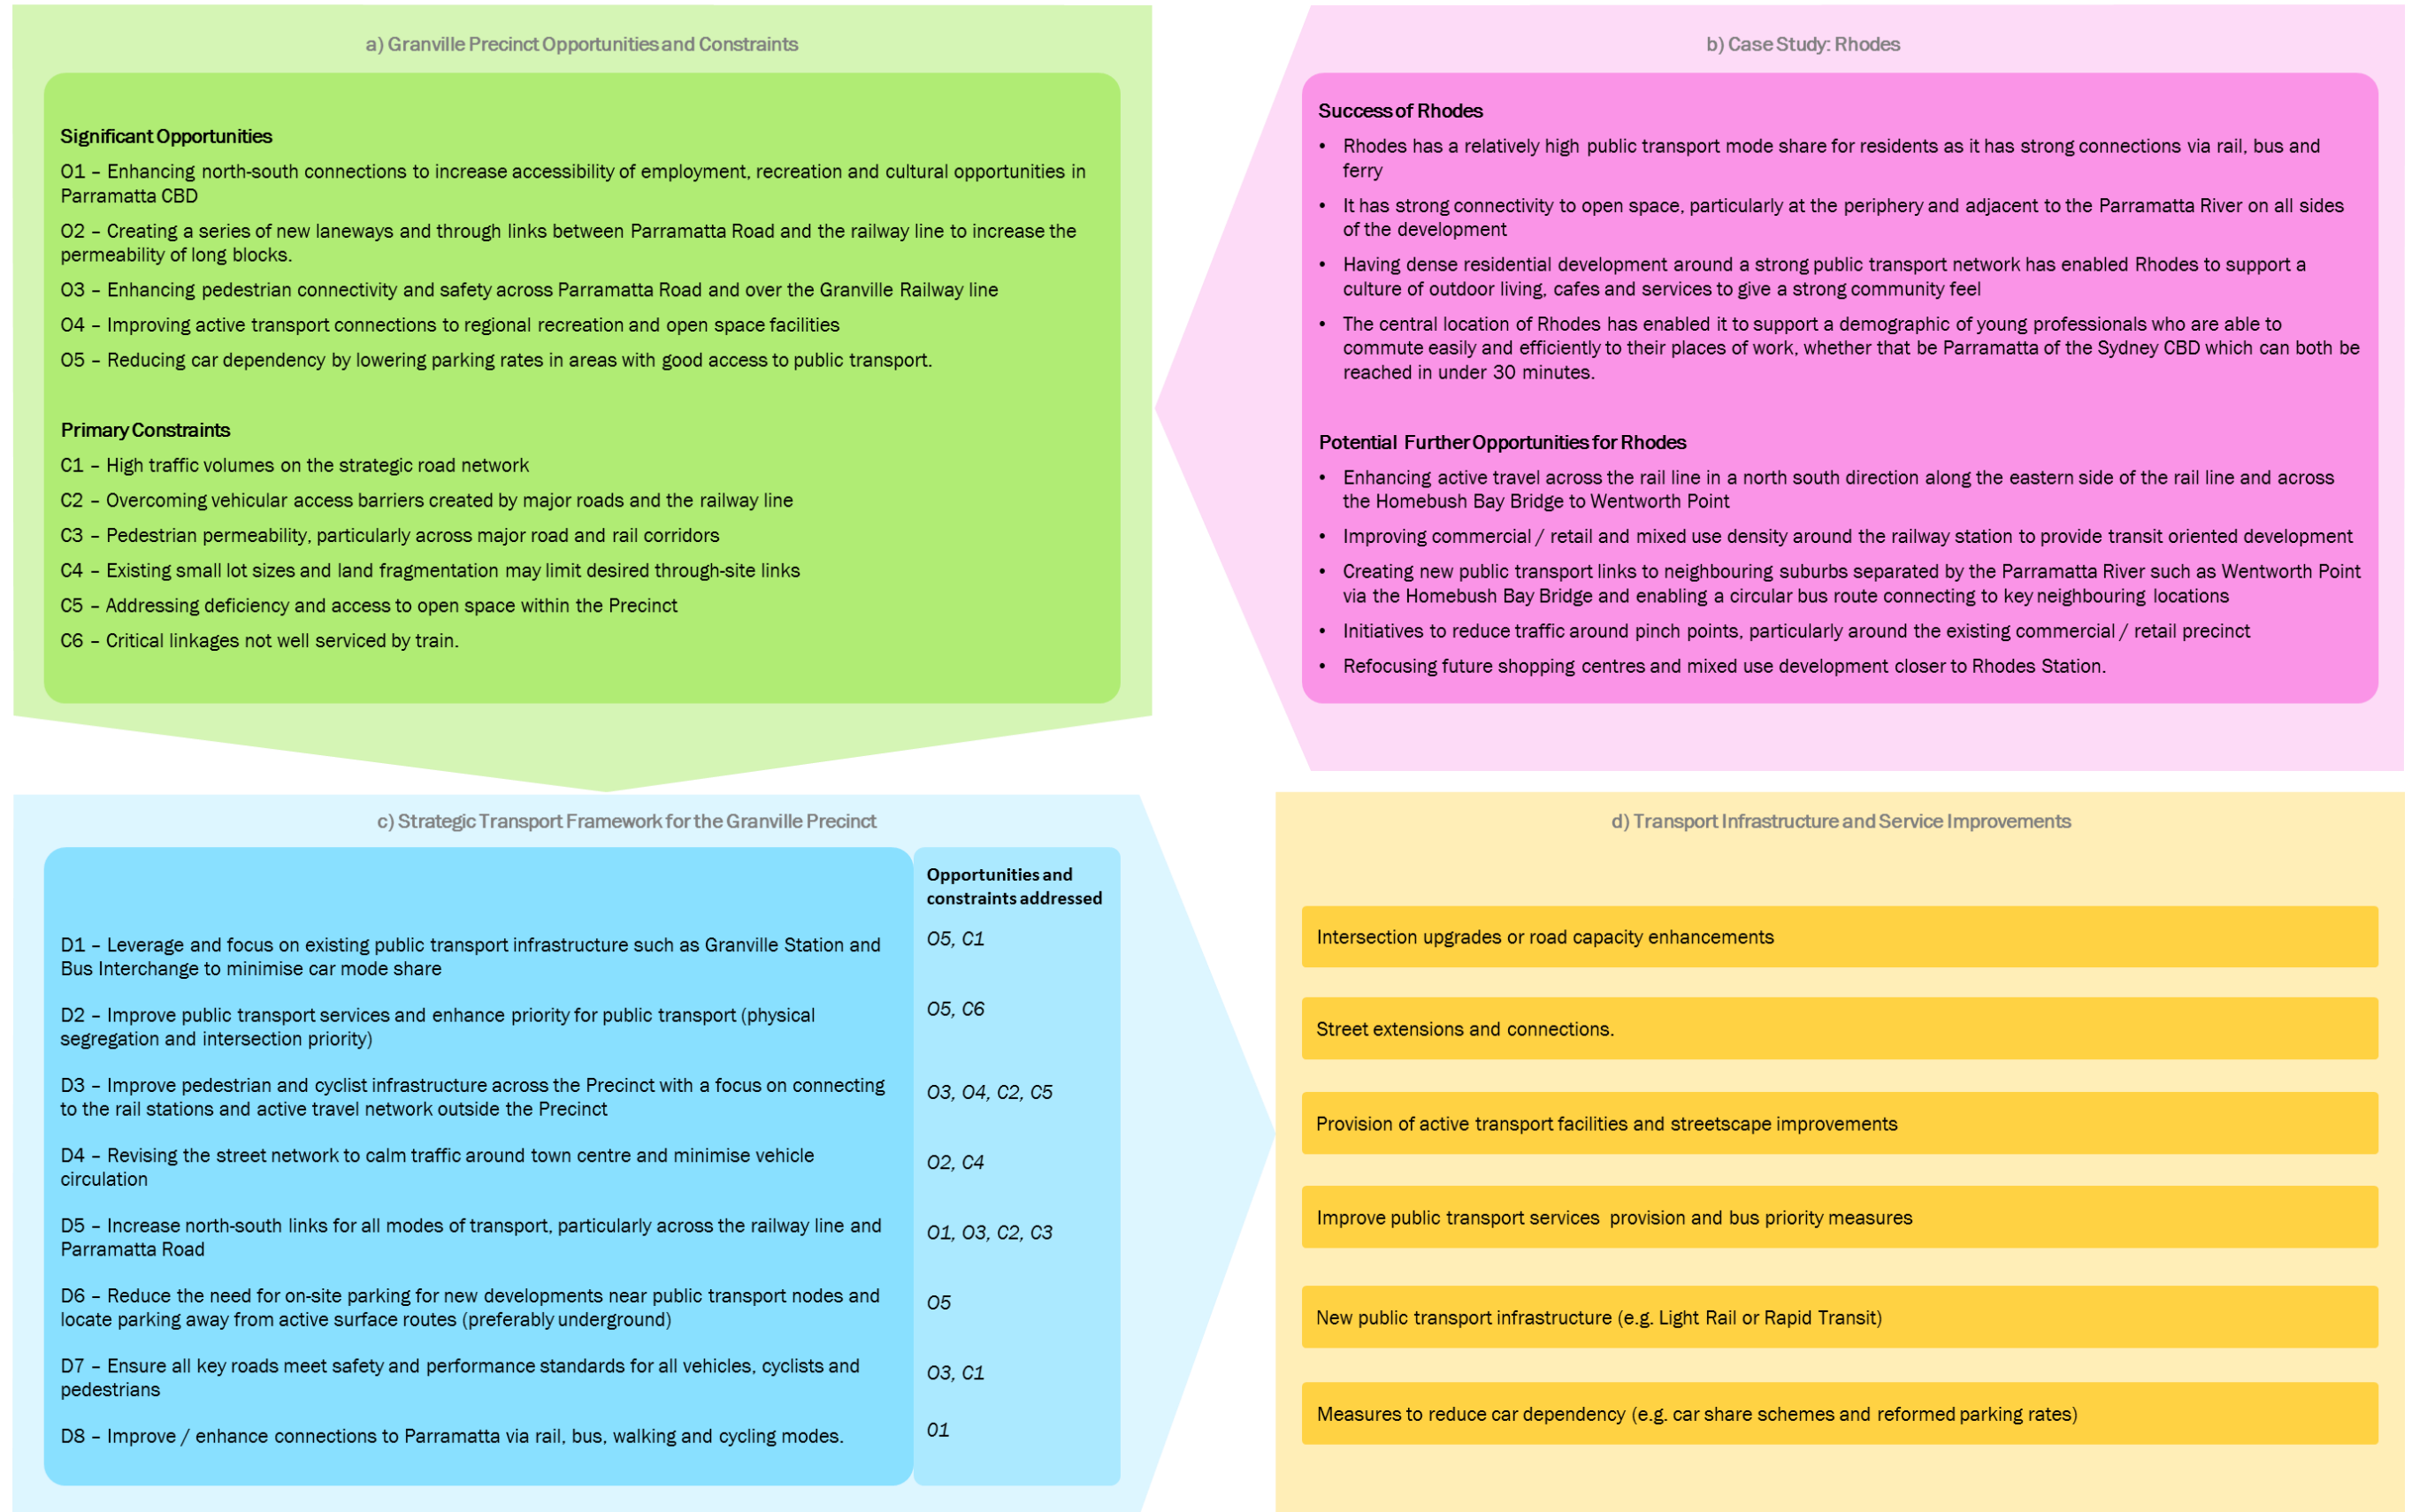 a) Granville Precinct Opportunities and Constraints
Significant Opportunities
O1 – Enhancing north-south connections to increase accessibility of employment, recreation and cultural opportunities in
Parramatta CBD
O2 – Creating a series of new laneways and through links between Parramatta Road and the railway line to increase the
permeability of long blocks.
O3 – Enhancing pedestrian connectivity and safety across Parramatta Road and over the Granville Railway line
O4 – Improving active transport connections to regional recreation and open space facilities
O5 – Reducing car dependency by lowering parking rates in areas with good access to public transport.
Primary Constraints
C1 – High traffic volumes on the strategic road network
C2 – Overcoming vehicular access barriers created by major roads and the railway line
C3 – Pedestrian permeability, particularly across major road and rail corridors
C4 – Existing small lot sizes and land fragmentation may limit desired through-site links
C5 – Addressing deficiency and access to open space within the Precinct
C6 – Critical linkages not well serviced by train.
b) Case Study: Rhodes
Success of Rhodes
• Rhodes has a relatively high public transport mode share for residents as it has strong connections via rail, bus and
ferry
• It has strong connectivity to open space, particularly at the periphery and adjacent to the Parramatta River on all sides
of the development
• Having dense residential development around a strong public transport network has enabled Rhodes to support a
culture of outdoor living, cafes and services to give a strong community feel
• The central location of Rhodes has enabled it to support a demographic of young professionals who are able to
commute easily and efficiently to their places of work, whether that be Parramatta of the Sydney CBD which can both be
reached in under 30 minutes.
Potential Further Opportunities for Rhodes
• Enhancing active travel across the rail line in a north south direction along the eastern side of the rail line and across
the Homebush Bay Bridge to Wentworth Point
• Improving commercial / retail and mixed use density around the railway station to provide transit oriented development
• Creating new public transport links to neighbouring suburbs separated by the Parramatta River such as Wentworth Point
via the Homebush Bay Bridge and enabling a circular bus route connecting to key neighbouring locations
• Initiatives to reduce traffic around pinch points, particularly around the existing commercial / retail precinct
• Refocusing future shopping centres and mixed use development closer to Rhodes Station.
c) Strategic Transport Framework for the Granville Precinct
Opportunities and
constraints addressed
D1 – Leverage and focus on existing public transport infrastructure such as Granville Station and
Bus Interchange to minimise car mode share
O5, C1
D2 – Improve public transport services and enhance priority for public transport (physical
segregation and intersection priority)
O5, C6
D3 – Improve pedestrian and cyclist infrastructure across the Precinct with a focus on connecting
to the rail stations and active travel network outside the Precinct
O3, O4, C2, C5
D4 – Revising the street network to calm traffic around town centre and minimise vehicle
circulation
O2, C4
D5 – Increase north-south links for all modes of transport, particularly across the railway line and
Parramatta Road
O1, O3, C2, C3
D6 – Reduce the need for on-site parking for new developments near public transport nodes and
locate parking away from active surface routes (preferably underground)
O5
D7 – Ensure all key roads meet safety and performance standards for all vehicles, cyclists and
pedestrians
O3, C1
D8 – Improve / enhance connections to Parramatta via rail, bus, walking and cycling modes.
O1
d) Transport Infrastructure and Service Improvements
Intersection upgrades or road capacity enhancements
Street extensions and connections.
Provision of active transport facilities and streetscape improvements
Improve public transport services provision and bus priority measures
New public transport infrastructure (e.g. Light Rail or Rapid Transit)
Measures to reduce car dependency (e.g. car share schemes and reformed parking rates)